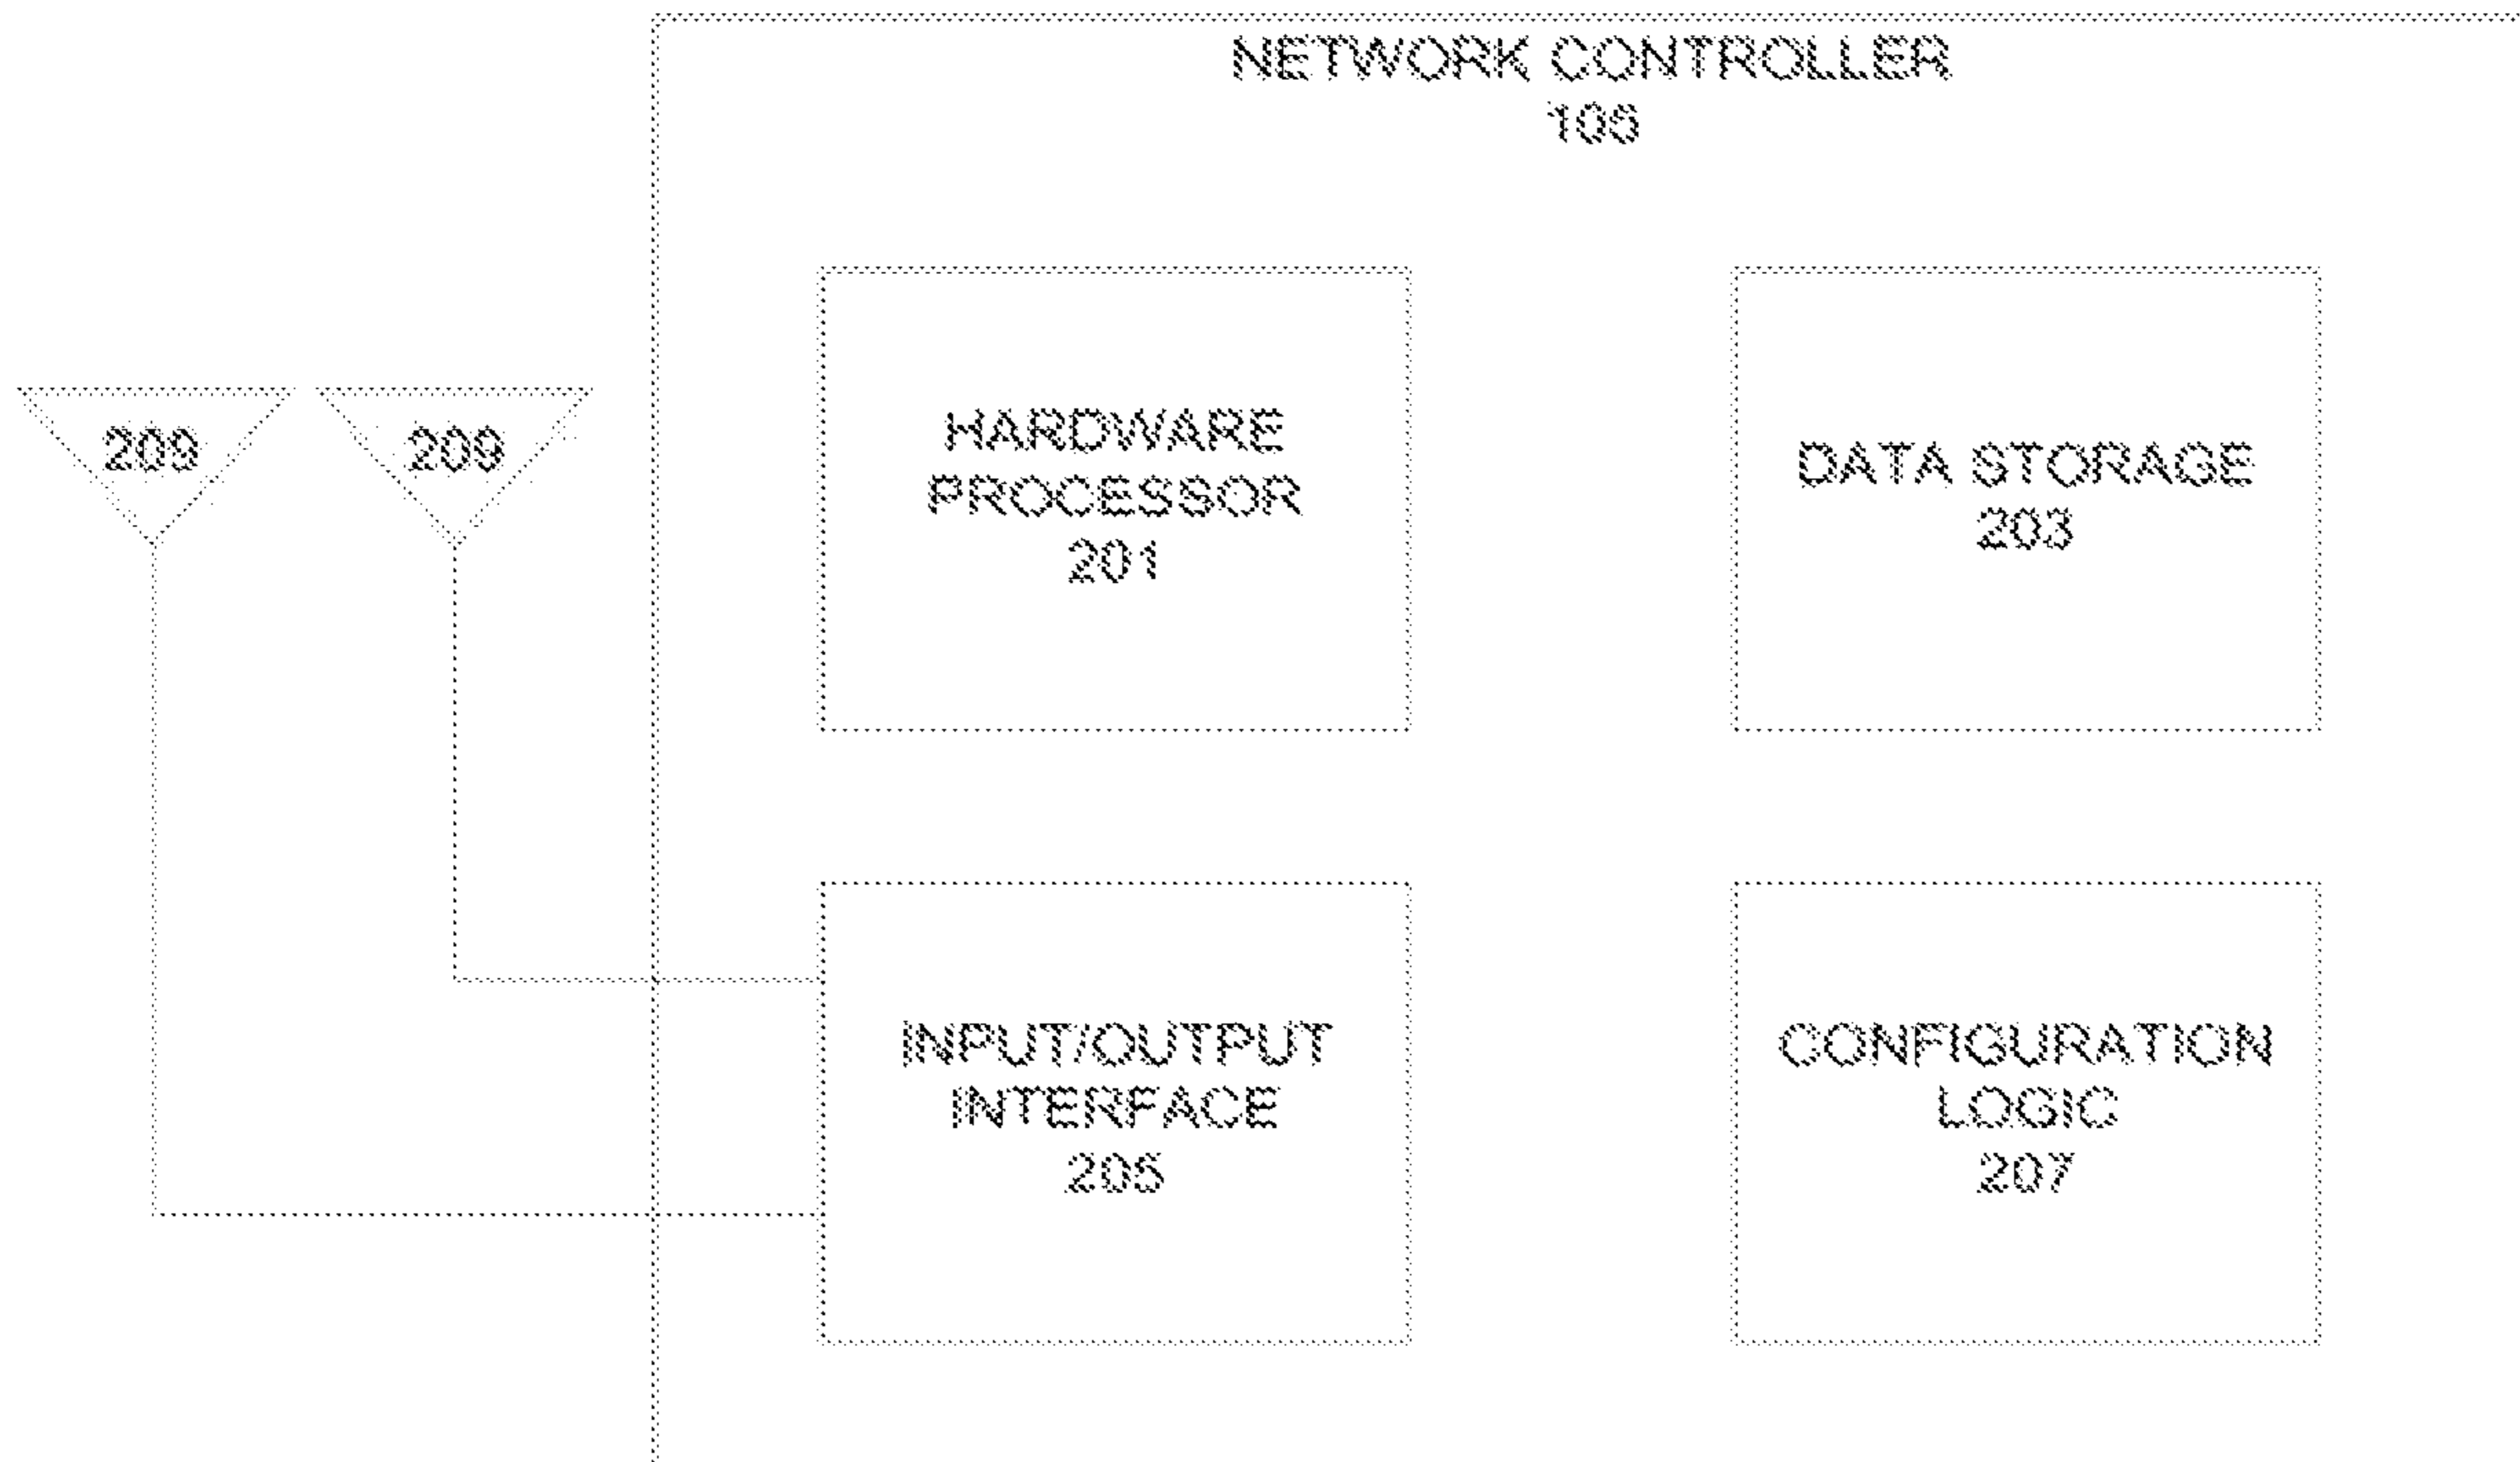 NETWORK CONTROLLER
105
209
209
HARDWARE
PROCESSOR
201
DATA STORAGE
203
INPUT/OUTPUT
INTERFACE
205
CONFIGURATION
LOGIC
207